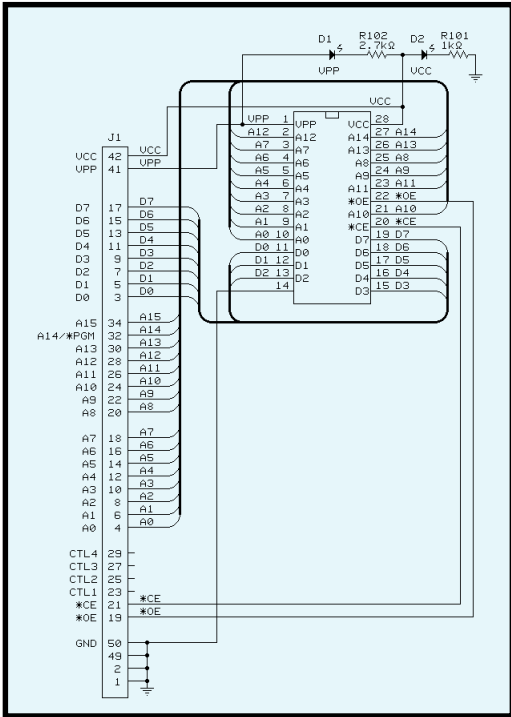 D1 R102 D2 R101
2.7kΩ 1kΩ
VPP VCC
VCC
J1
VPP 1 VPP VCC 28
A12 2 A12 A14 27 A14
A7 3 A7 A13 26 A13
A6 4 A6 A8 25 A8
A5 5 A5 A9 24 A9
A4 6 A4 A11 23 A11
A3 7 A3 *OE 22 *OE
A2 8 A2 A10 21 A10
A1 9 A1 *CE 20 *CE
A0 10 A0 D7 19 D7
D0 11 D0 D6 18 D6
D1 12 D1 D5 17 D5
D2 13 D2 D4 16 D4
14 D3 15 D3
VCC 42 VCC
VPP 41 VPP
D7 17 D7
D6 15 D6
D5 13 D5
D4 11 D4
D3 9 D3
D2 7 D2
D1 5 D1
D0 3 D0
A15 34 A15
A14/*PGM 32 A14
A13 30 A13
A12 28 A12
A11 26 A11
A10 24 A10
A9 22 A9
A8 20 A8
A7 18 A7
A6 16 A6
A5 14 A5
A4 12 A4
A3 10 A3
A2 8 A2
A1 6 A1
A0 4 A0
CTL4 29
CTL3 27
CTL2 25
CTL1 23
*CE 21 *CE
*OE 19 *OE
GND 50
49
2
1